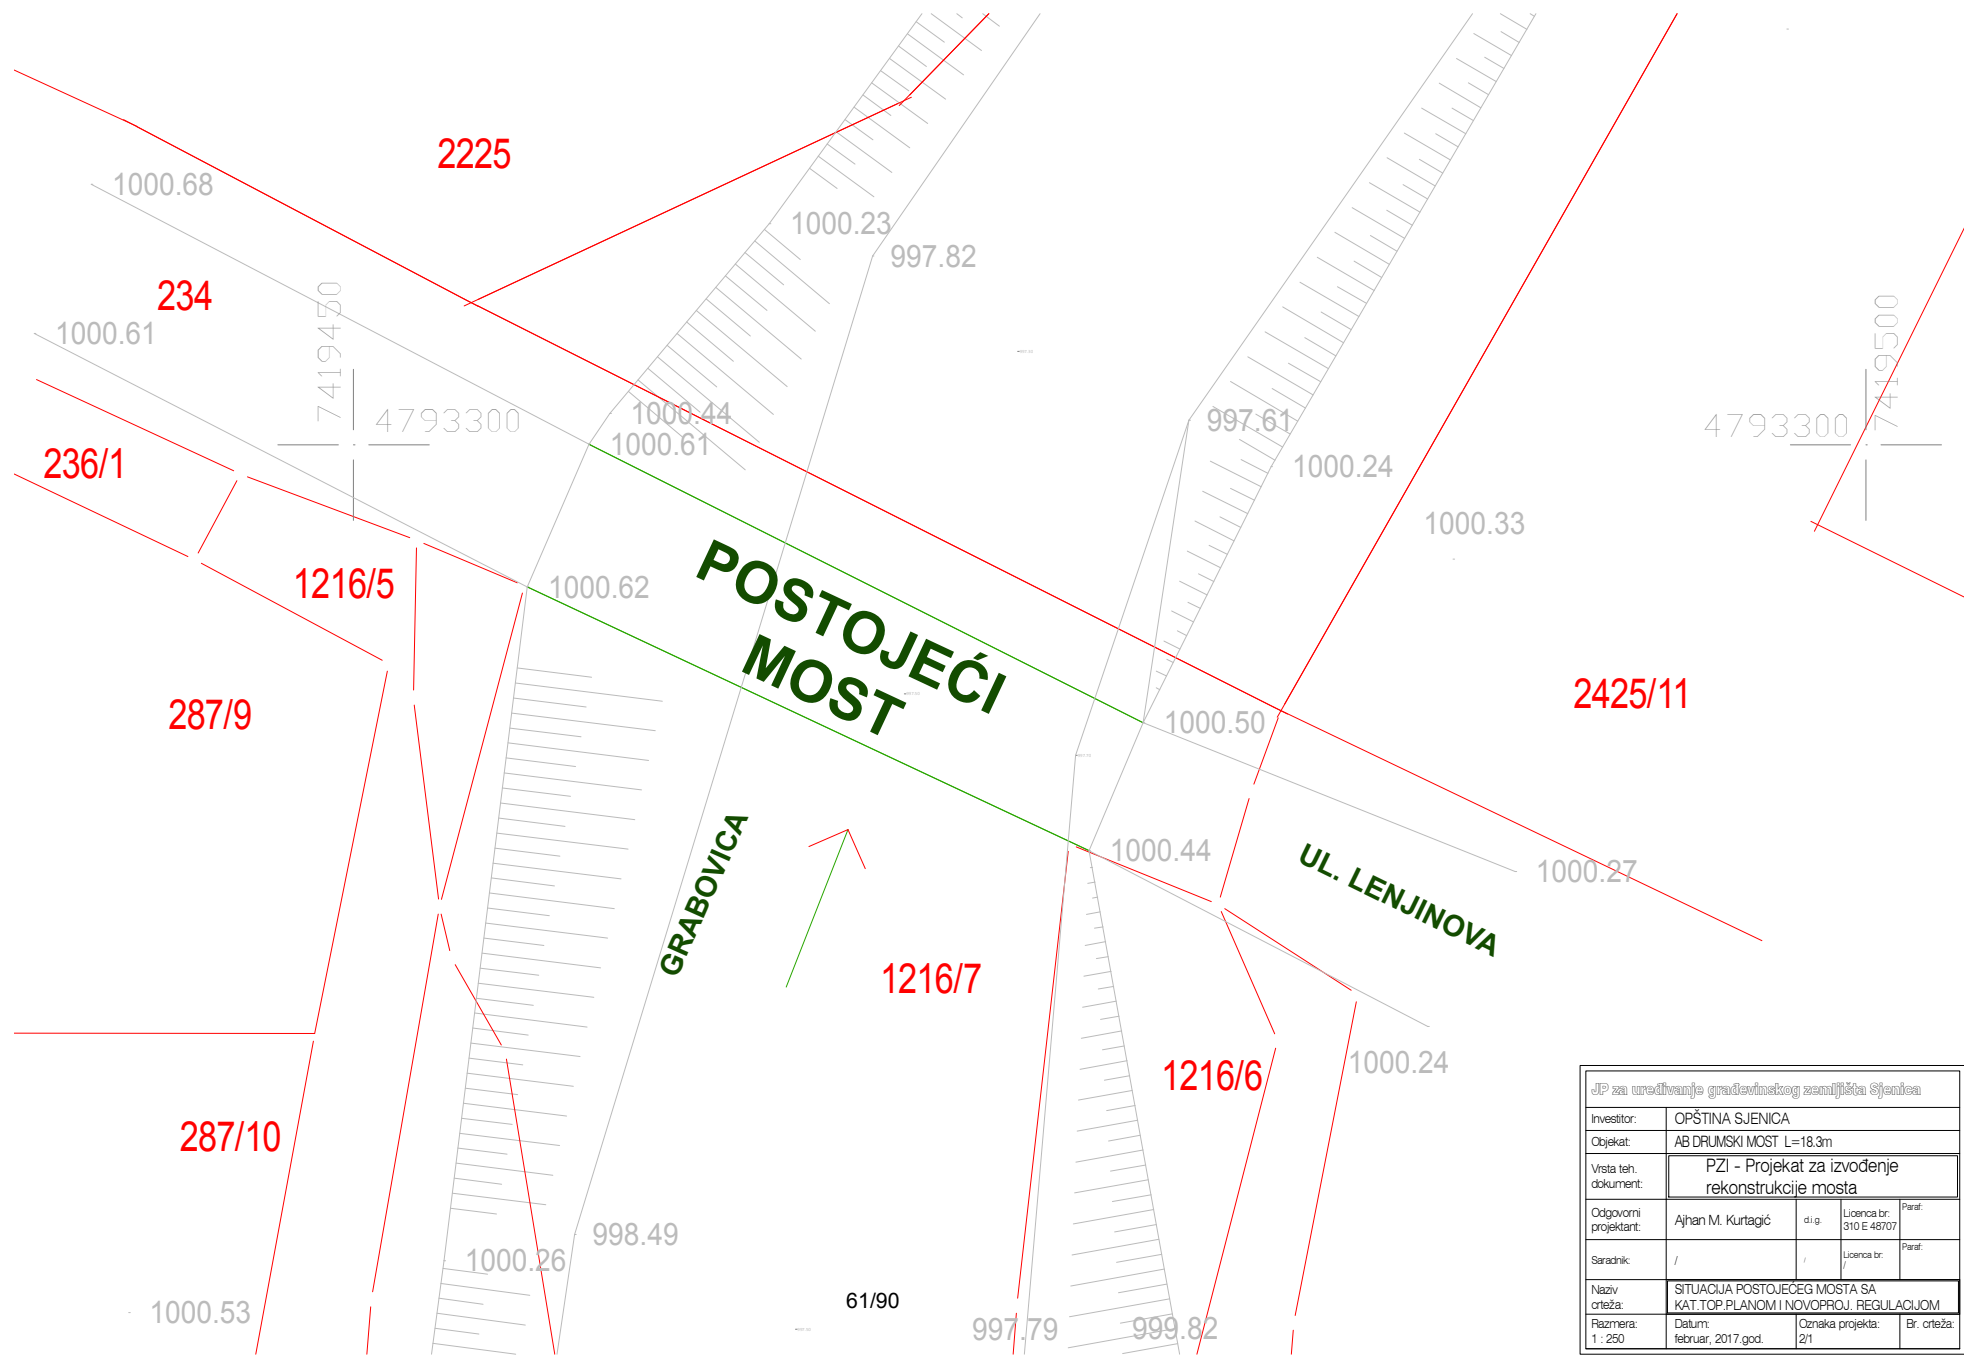 2225
1000.68
1000.23
997.82
234
7419450
7419500
1000.61
1000.44
4793300
997.61
4793300
1000.61
236/1
1000.24
1000.33
1216/5
1000.62
POSTOJEĆI
MOST
2425/11
287/9
1000.50
GRABOVICA
1000.44
UL. LENJINOVA
1000.27
1216/7
1216/6
1000.24
287/10
998.49
1000.26
1000.53
61/90
997.79
999.82
JP za uređivanje građevinskog zemljišta Sjenica
Investitor: OPŠTINA SJENICA
Objekat: AB DRUMSKI MOST L=18.3m
Vrsta teh. dokument: PZI - Projekat za izvođenje
rekonstrukcije mosta
Odgovorni projektant: Ajhan M. Kurtagić d.i.g. Licenca br: 310 E 48707 Paraf:
Saradnik: / / Licenca br: / Paraf:
Naziv crteža: SITUACIJA POSTOJEĆEG MOSTA SA
KAT.TOP.PLANOM I NOVOPROJ. REGULACIJOM
Razmera: 1 : 250 Datum: februar, 2017.god. Oznaka projekta: 2/1 Br. crteža: